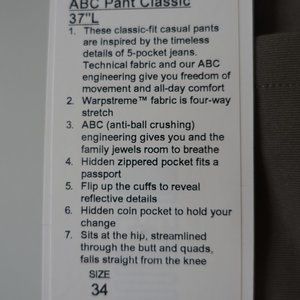 ABC Pant Classic
37"L
1. These classic-fit casual pants
are inspired by the timeless
details of 5-pocket jeans.
Technical fabric and our ABC
engineering give you freedom of
movement and all-day comfort
2. Warpstreme™ fabric is four-way
stretch
3. ABC (anti-ball crushing)
engineering gives you and the
family jewels room to breathe
4. Hidden zippered pocket fits a
passport
5. Flip up the cuffs to reveal
reflective details
6. Hidden coin pocket to hold your
change
7. Sits at the hip, streamlined
through the butt and quads,
falls straight from the knee
SIZE
34